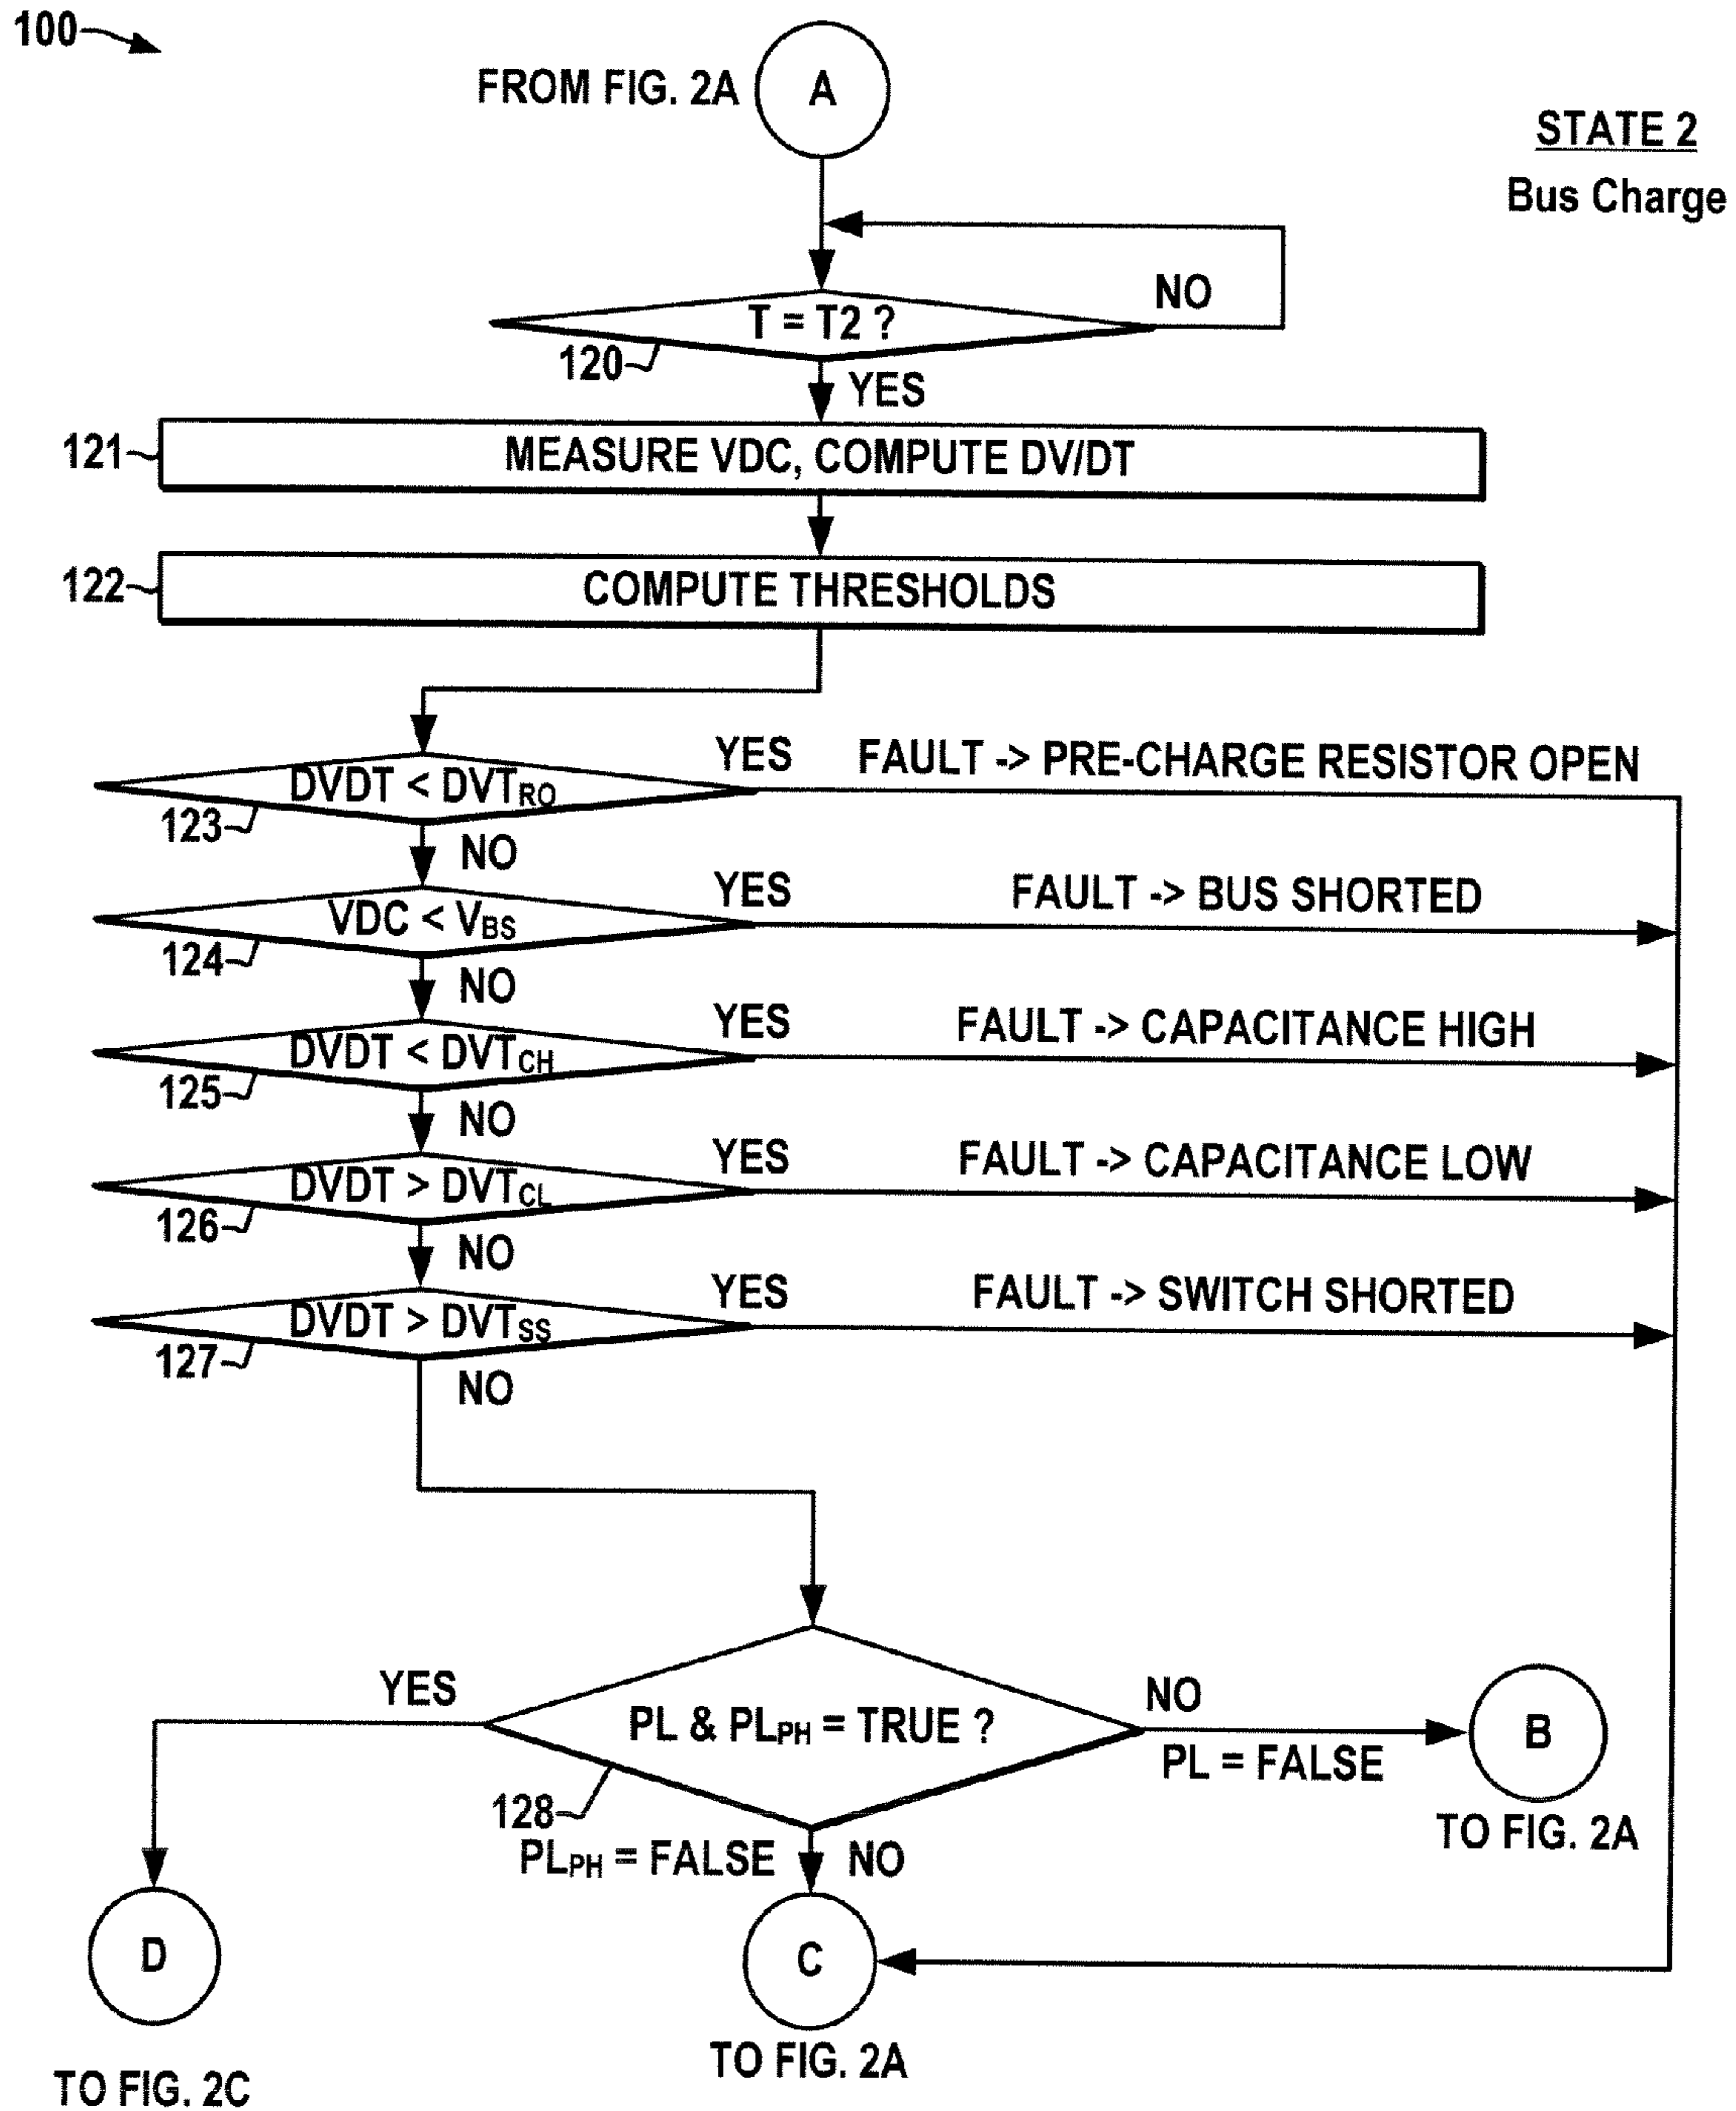 100
FROM FIG. 2A
A
STATE 2
Bus Charge
NO
T = T2 ?
120
YES
121
MEASURE VDC, COMPUTE DV/DT
122
COMPUTE THRESHOLDS
YES
FAULT -> PRE-CHARGE RESISTOR OPEN
DVDT < DVTRO
123
NO
YES
FAULT -> BUS SHORTED
VDC < VBS
124
NO
YES
FAULT -> CAPACITANCE HIGH
DVDT < DVTCH
125
NO
YES
FAULT -> CAPACITANCE LOW
DVDT > DVTCL
126
NO
YES
FAULT -> SWITCH SHORTED
DVDT > DVTSS
127
NO
YES
PL & PLPH = TRUE ?
NO
PL = FALSE
B
TO FIG. 2A
128
PLPH = FALSE
NO
D
C
TO FIG. 2C
TO FIG. 2A